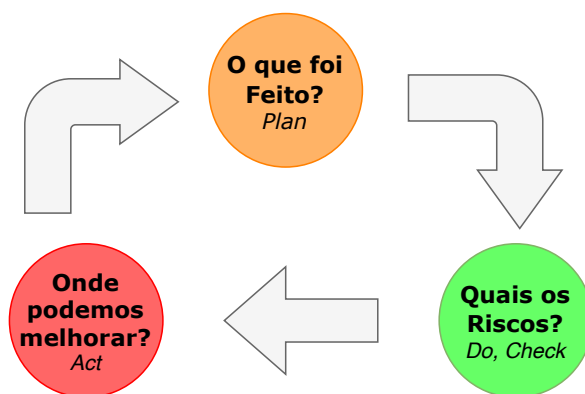 O que foi
Feito?
Plan
Quais os
Riscos?
Do, Check
Onde
podemos
melhorar?
Act